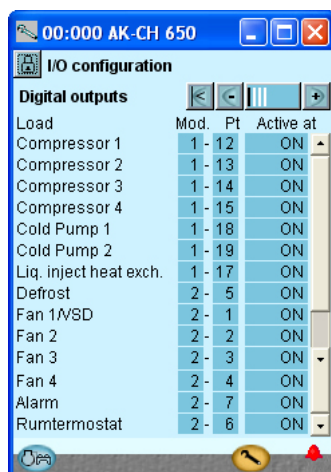 00:000 AK-CH 650
I/O configuration
Digital outputs
Load Mod. Pt Active at
Compressor 1 1 - 12 ON
Compressor 2 1 - 13 ON
Compressor 3 1 - 14 ON
Compressor 4 1 - 15 ON
Cold Pump 1 1 - 18 ON
Cold Pump 2 1 - 19 ON
Liq. inject heat exch. 1 - 17 ON
Defrost 2 - 5 ON
Fan 1/VSD 2 - 1 ON
Fan 2 2 - 2 ON
Fan 3 2 - 3 ON
Fan 4 2 - 4 ON
Alarm 2 - 7 ON
Rumtermostat 2 - 6 ON